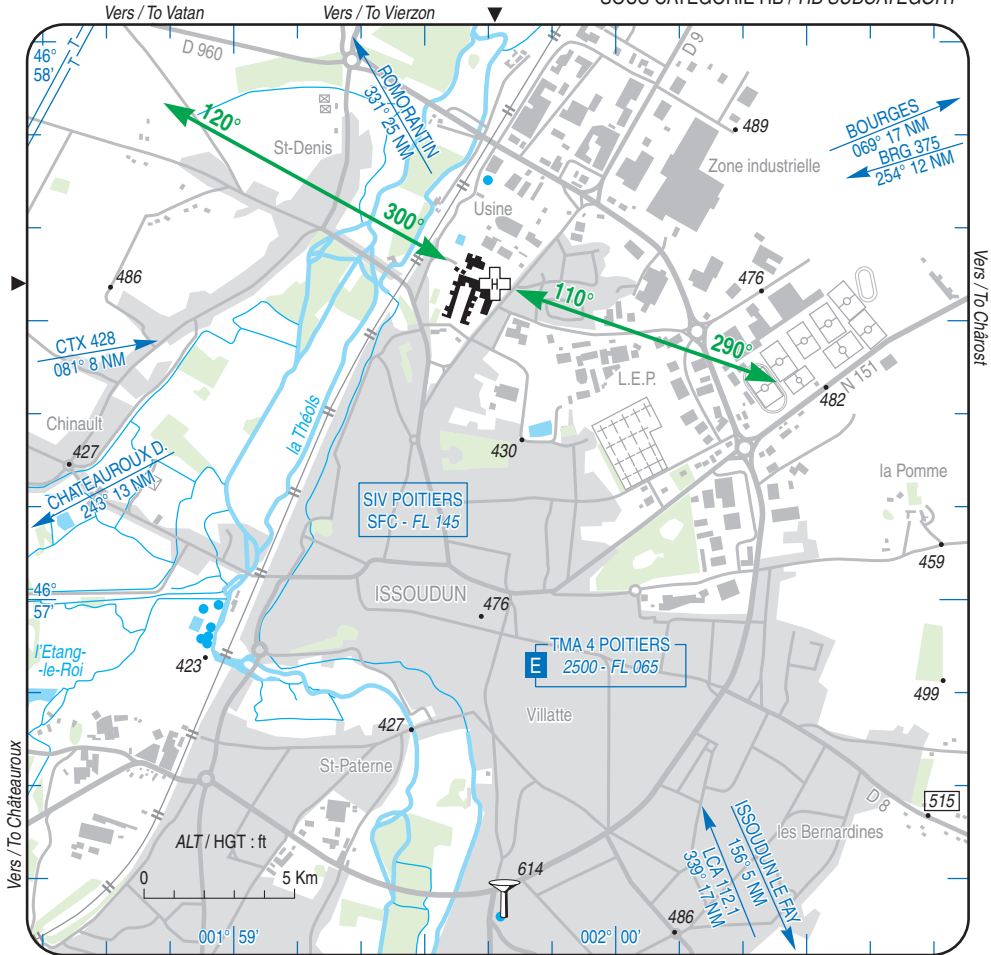 SOUS CATEGORIE HB / HB SUBCATEGORY
Vers / To Vatan
Vers / To Vierzon
46°
58'
T - T
D 960
ROMORANTIN
331° 25 NM
D 9
489
BOURGES
069° 17 NM
BRG 375
254° 12 NM
120°
St-Denis
Zone industrielle
300°
Usine
H
486
110°
476
Vers / To Chârost
290°
CTX 428
081° 8 NM
L.E.P.
N 151
482
Chinault
427
la Théols
430
CHATEAUROUX D.
243° 13 NM
SIV POITIERS
SFC - FL 145
la Pomme
459
46°
57'
ISSOUDUN
476
l'Etang-
-le-Roi
423
E
TMA 4 POITIERS
2500 - FL 065
499
Villatte
427
St-Paterne
Vers / To Châteauroux
D 8
515
les Bernardines
ISSOUDUN LE FAY
156° 5 NM
LCA 112.1
339° 17 NM
ALT / HGT : ft
0 5 Km
614
486
001° 59'
002° 00'